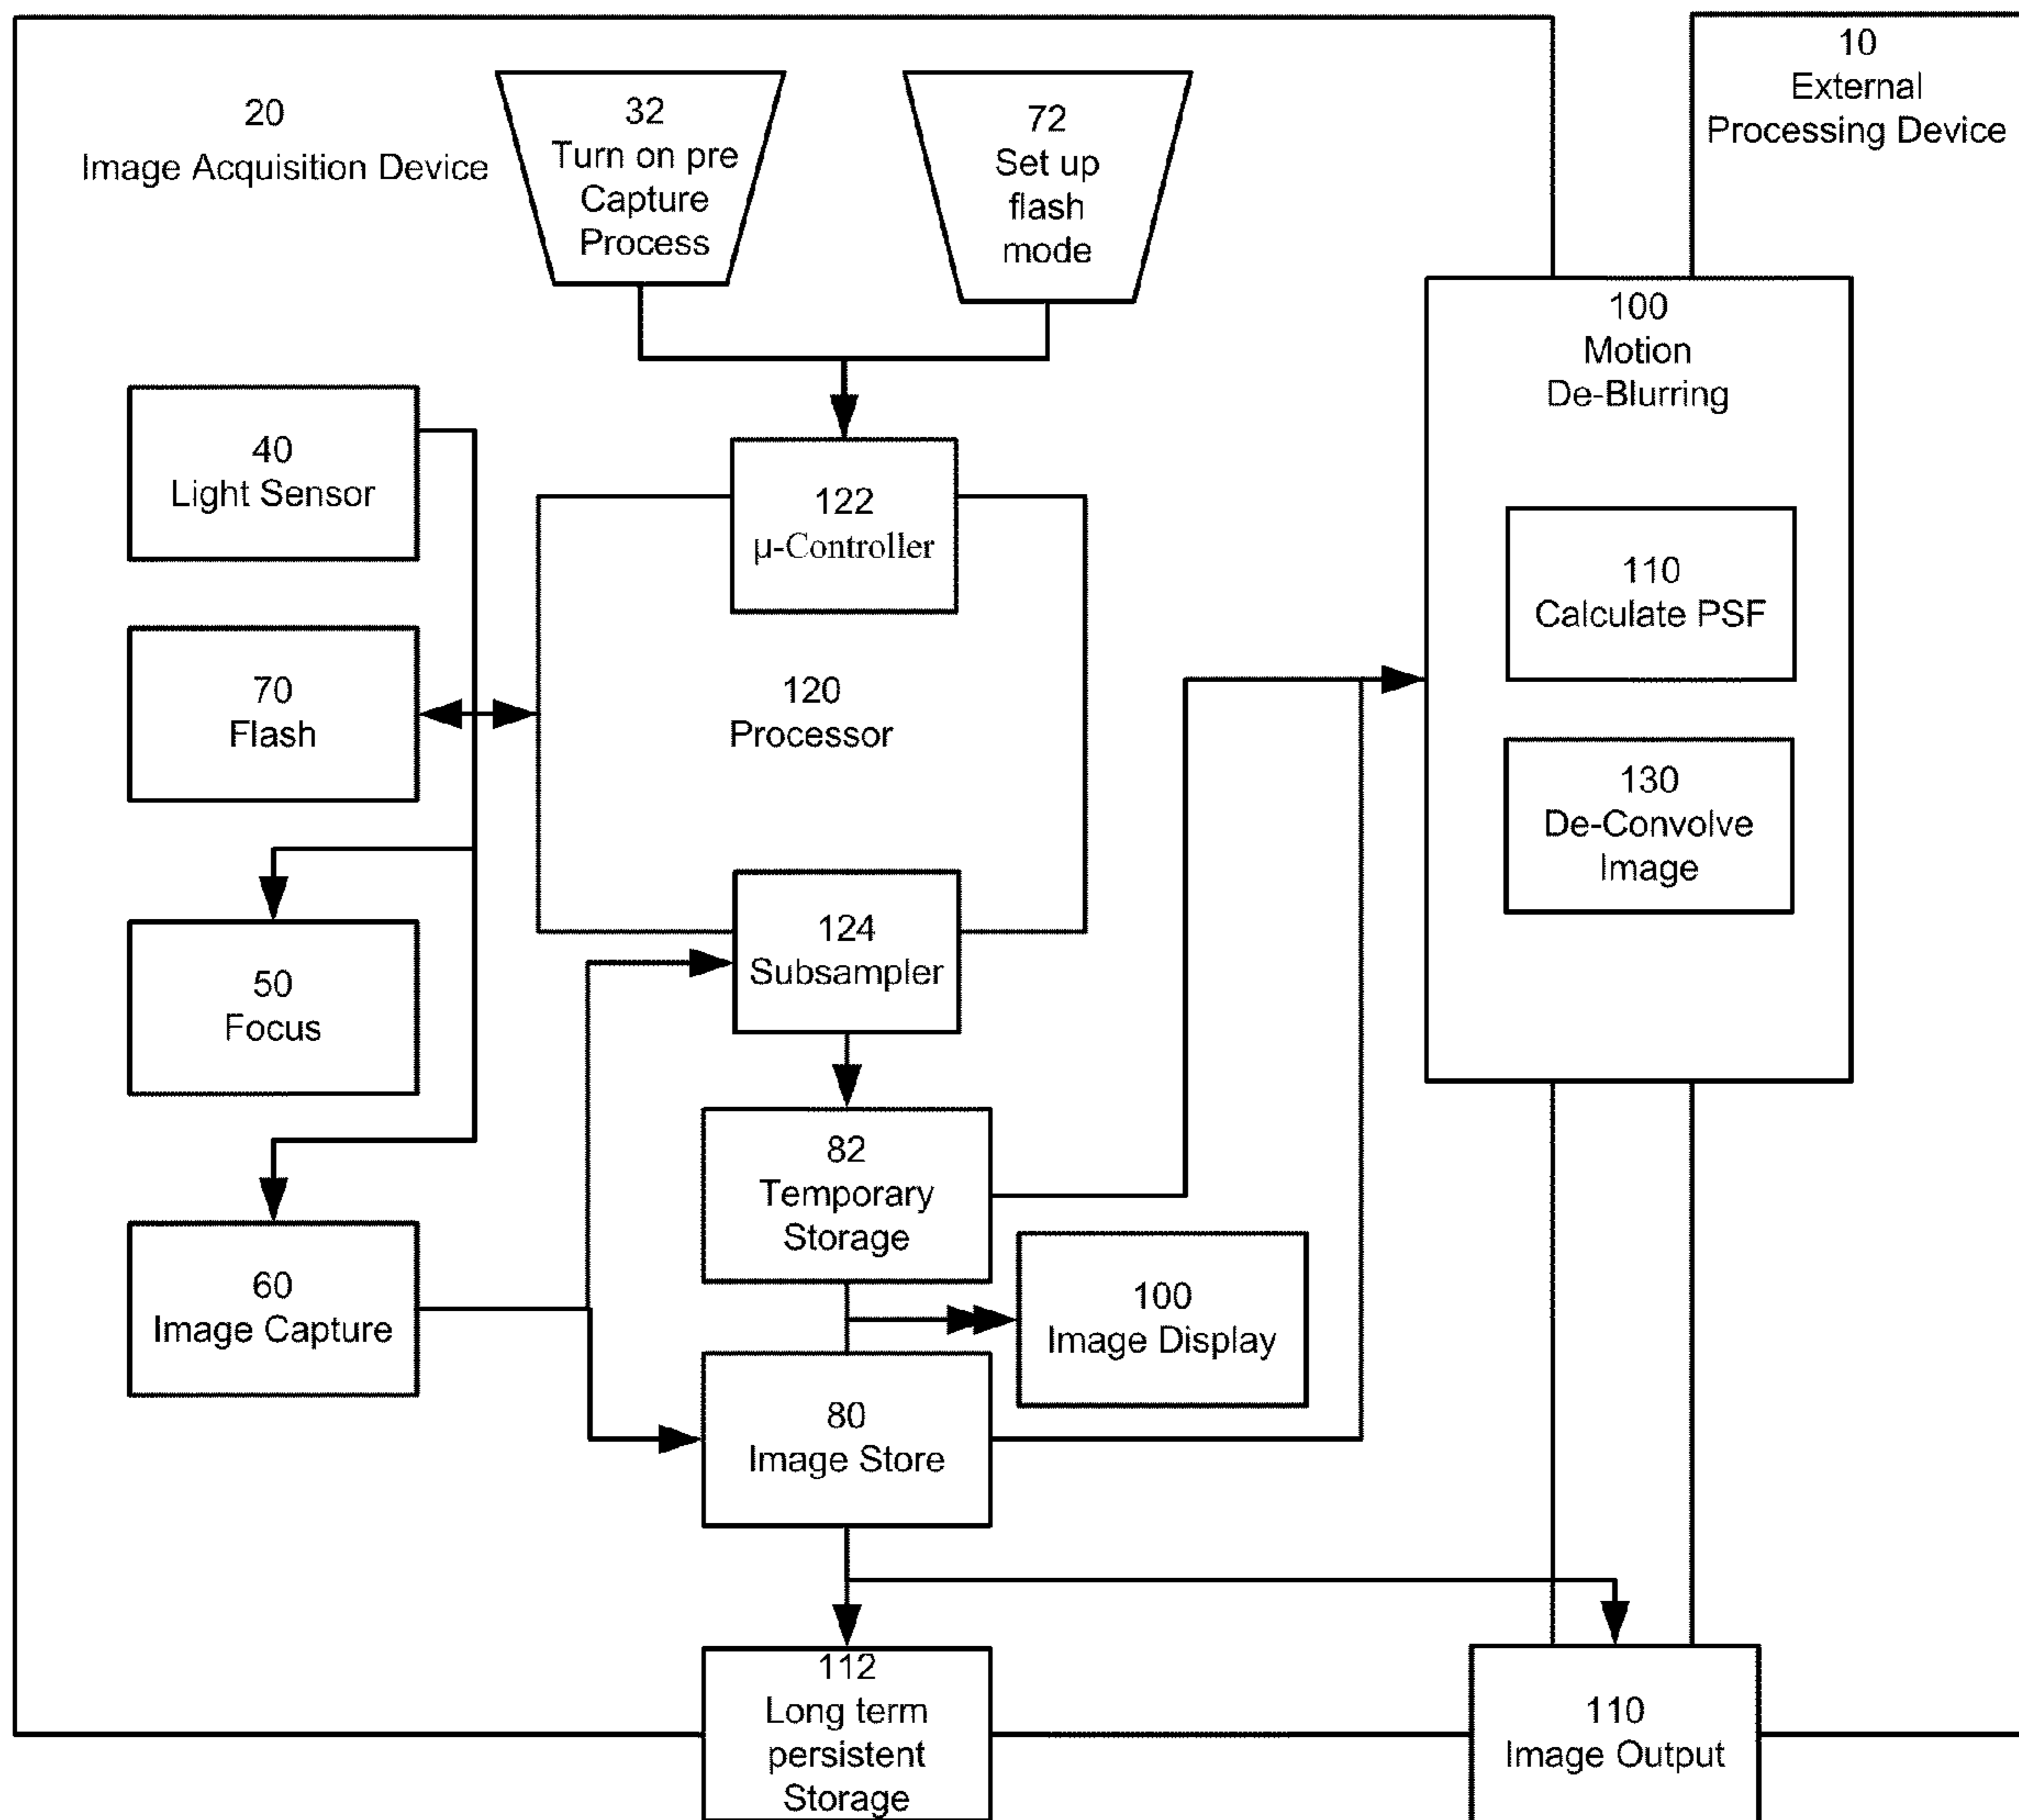 20
Image Acquisition Device
32
Turn on pre
Capture
Process
72
Set up
flash
mode
10
External
Processing Device
100
Motion
De-Blurring
40
Light Sensor
122
µ-Controller
110
Calculate PSF
70
Flash
120
Processor
130
De-Convolve
Image
50
Focus
124
Subsampler
82
Temporary
Storage
60
Image Capture
100
Image Display
80
Image Store
112
Long term
persistent
Storage
110
Image Output